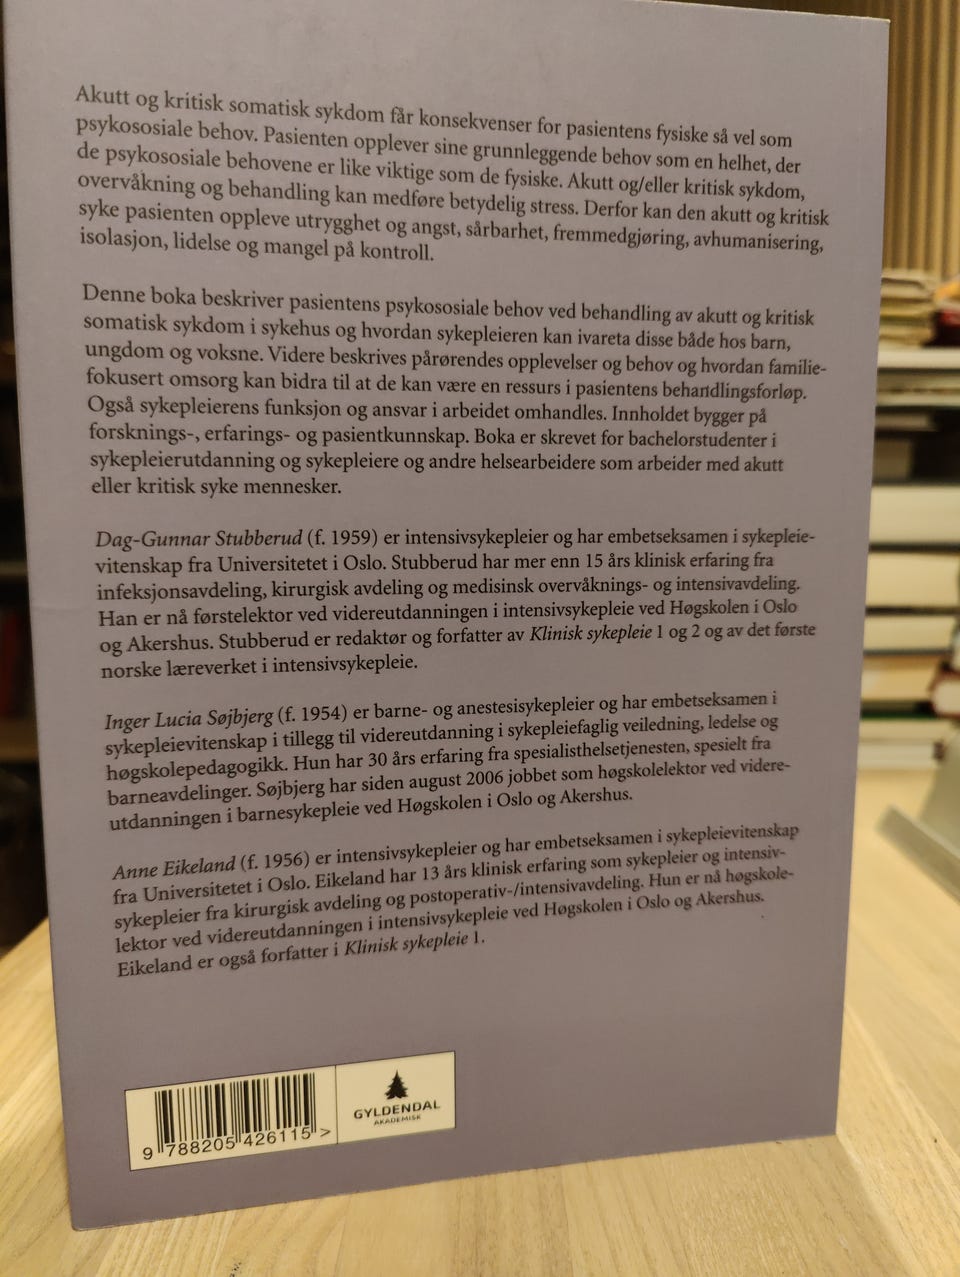 Akutt og kritisk somatisk sykdom får konsekvenser for pasientens fysiske så vel som
psykososiale behov. Pasienten opplever sine grunnleggende behov som en helhet, der
de psykososiale behovene er like viktige som de fysiske. Akutt og/eller kritisk sykdom,
overvåkning og behandling kan medføre betydelig stress. Derfor kan den akutt og kritisk
syke pasienten oppleve utrygghet og angst, sårbarhet, fremmedgjøring, avhumanisering,
isolasjon, lidelse og mangel på kontroll.
Denne boka beskriver pasientens psykososiale behov ved behandling av akutt og kritisk
somatisk sykdom i sykehus og hvordan sykepleieren kan ivareta disse både hos barn,
ungdom og voksne. Videre beskrives pårørendes opplevelser og behov og hvordan familie-
fokusert omsorg kan bidra til at de kan være en ressurs i pasientens behandlingsforløp.
Også sykepleierens funksjon og ansvar i arbeidet omhandles. Innholdet bygger på
forsknings-, erfarings- og pasientkunnskap. Boka er skrevet for bachelorstudenter i
sykepleierutdanning og sykepleiere og andre helsearbeidere som arbeider med akutt
eller kritisk syke mennesker.
Dag-Gunnar Stubberud (f. 1959) er intensivsykepleier og har embetseksamen i sykepleie-
vitenskap fra Universitetet i Oslo. Stubberud har mer enn 15 års klinisk erfaring fra
infeksjonsavdeling, kirurgisk avdeling og medisinsk overvåknings- og intensivavdeling.
Han er nå førstelektor ved videreutdanningen i intensivsykepleie ved Høgskolen i Oslo
og Akershus. Stubberud er redaktør og forfatter av Klinisk sykepleie 1 og 2 og av det første
norske læreverket i intensivsykepleie.
Inger Lucia Søjbjerg (f. 1954) er barne- og anestesisykepleier og har embetseksamen i
sykepleievitenskap i tillegg til videreutdanning i sykepleiefaglig veiledning, ledelse og
høgskolepedagogikk. Hun har 30 års erfaring fra spesialisthelsetjenesten, spesielt fra
barneavdelinger. Søjbjerg har siden august 2006 jobbet som høgskolelektor ved videre-
utdanningen i barnesykepleie ved Høgskolen i Oslo og Akershus.
Anne Eikeland (f. 1956) er intensivsykepleier og har embetseksamen i sykepleievitenskap
fra Universitetet i Oslo. Eikeland har 13 års klinisk erfaring som sykepleier og intensiv-
sykepleier fra kirurgisk avdeling og postoperativ-/intensivavdeling. Hun er nå høgskole-
lektor ved videreutdanningen i intensivsykepleie ved Høgskolen i Oslo og Akershus.
Eikeland er også forfatter i Klinisk sykepleie 1.
GYLDENDAL
AKADEMISK
9 788205 426115 >